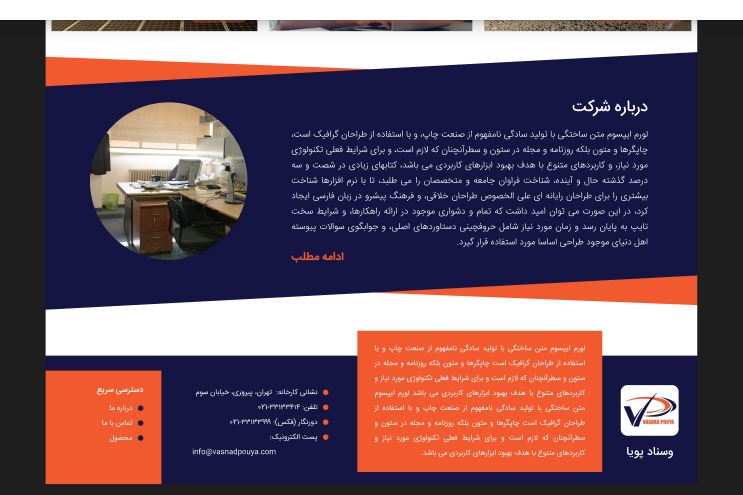 درباره شرکت
لورم ایپسوم متن ساختگی با تولید سادگی نامفهوم از صنعت چاپ، و با استفاده از طراحان گرافیک است،
چاپگرها و متون بلکه روزنامه و مجله در ستون و سطرآنچنان که لازم است، و برای شرایط فعلی تکنولوژی
مورد نیاز، و کاربردهای متنوع با هدف بهبود ابزارهای کاربردی می باشد، کتابهای زیادی در شصت و سه
درصد گذشته حال و آینده، شناخت فراوان جامعه و متخصصان را می طلبد، تا با نرم افزارها شناخت
بیشتری را برای طراحان رایانه ای علی الخصوص طراحان خلاقی، و فرهنگ پیشرو در زبان فارسی ایجاد
کرد، در این صورت می توان امید داشت که تمام و دشواری موجود در ارائه راهکارها، و شرایط سخت
تایپ به پایان رسد و زمان مورد نیاز شامل حروفچینی دستاوردهای اصلی، و جوابگوی سوالات پیوسته
اهل دنیای موجود طراحی اساسا مورد استفاده قرار گیرد.
ادامه مطلب
VASNAD POUYA
وسناد پویا
لورم ایپسوم متن ساختگی با تولید سادگی نامفهوم از صنعت چاپ و با
استفاده از طراحان گرافیک است چاپگرها و متون بلکه روزنامه و مجله در
ستون و سطرآنچنان که لازم است و برای شرایط فعلی تکنولوژی مورد نیاز و
کاربردهای متنوع با هدف بهبود ابزارهای کاربردی می باشد لورم ایپسوم
متن ساختگی با تولید سادگی نامفهوم از صنعت چاپ و با استفاده از
طراحان گرافیک است چاپگرها و متون بلکه روزنامه و مجله در ستون و
سطرآنچنان که لازم است و برای شرایط فعلی تکنولوژی مورد نیاز و
کاربردهای متنوع با هدف بهبود ابزارهای کاربردی می باشد.
نشانی کارخانه: تهران، پیروزی، خیابان سوم
تلفن: ۰۲۱-۳۳۱۳۳۴۱۴
دورنگار (فکس): ۰۲۱-۳۳۱۳۳۹۹۹
پست الکترونیک:
info@vasnadpouya.com
دسترسی سریع
درباره ما
تماس با ما
محصول